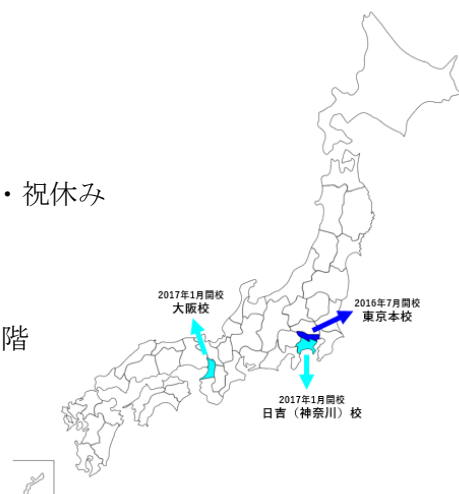 ・祝休み
2017年1月開校
大阪校
2016年7月開校
東京本校
階
2017年1月開校
日吉（神奈川）校